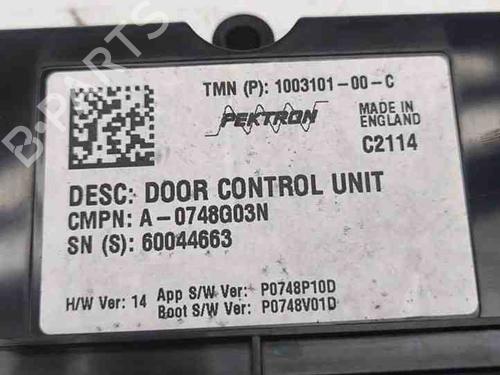 TMN (P): 1003101-00-C
PEKTRON
MADE IN
ENGLAND
C2114
DESC: DOOR CONTROL UNIT
CMPN: A-0748G03N
SN (S): 60044663
H/W Ver: 14 App S/W Ver: P0748P10D
Boot S/W Ver: P0748V01D
B-PARTS